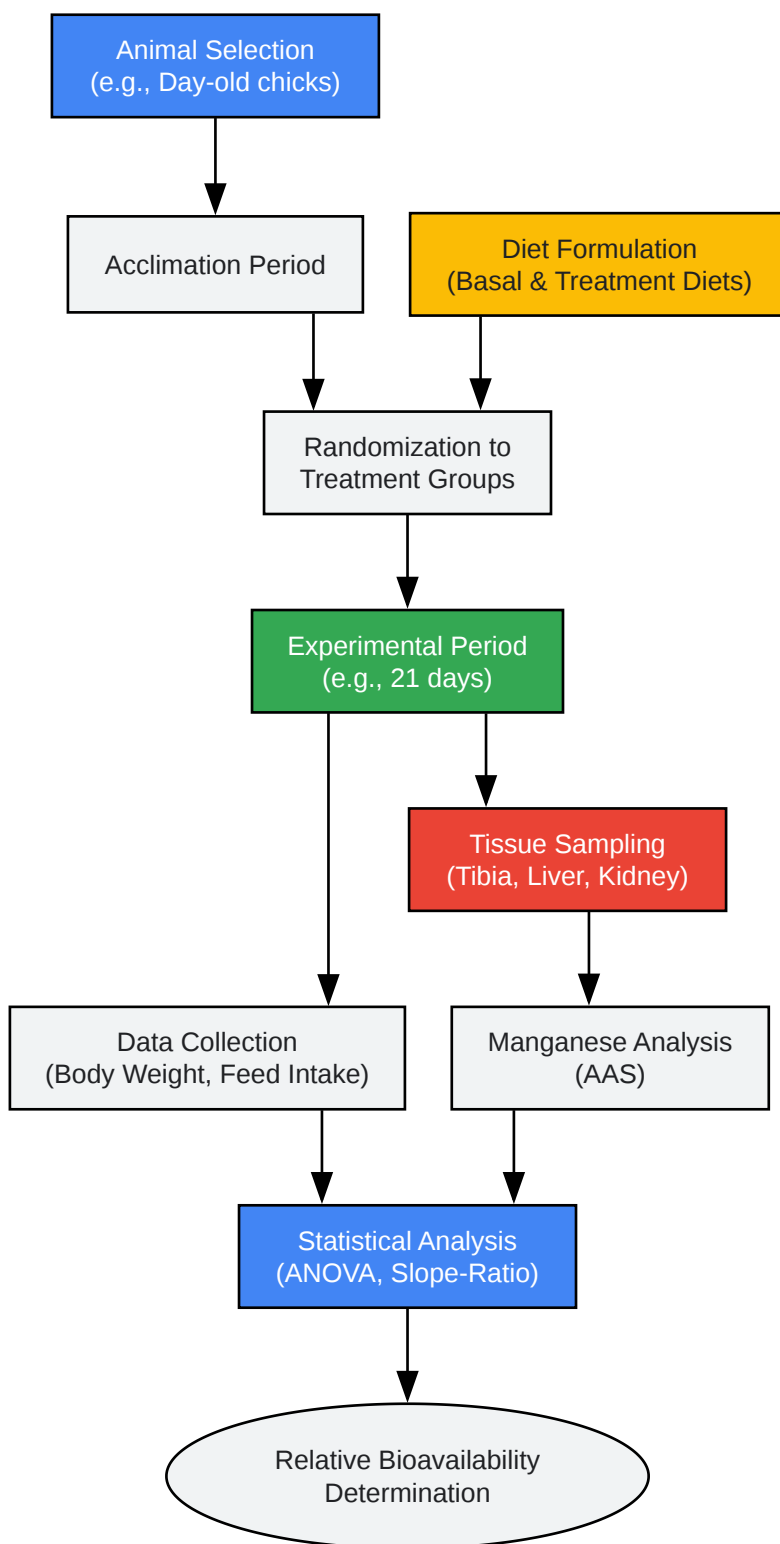 Animal Selection
(e.g., Day-old chicks)
Acclimation Period
Diet Formulation
(Basal & Treatment Diets)
Randomization to
Treatment Groups
Experimental Period
(e.g., 21 days)
Tissue Sampling
(Tibia, Liver, Kidney)
Data Collection
(Body Weight, Feed Intake)
Manganese Analysis
(AAS)
Statistical Analysis
(ANOVA, Slope-Ratio)
Relative Bioavailability
Determination